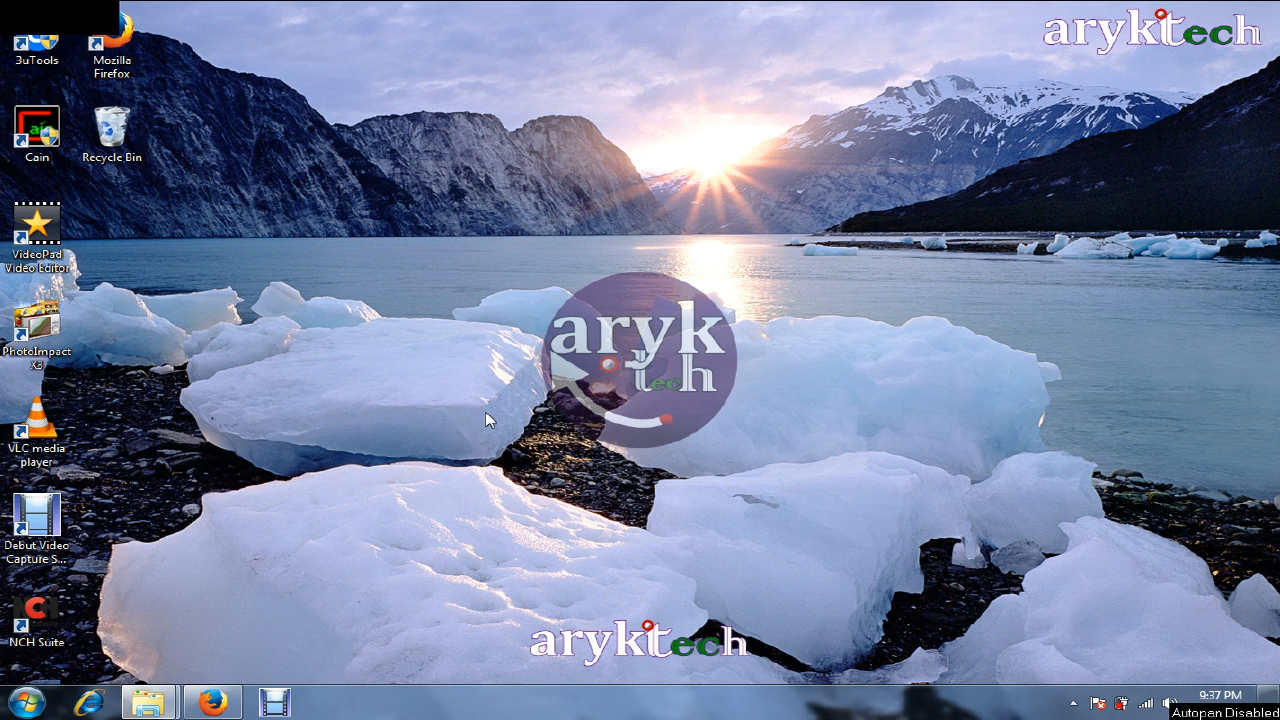 aryktech
3uTools
Mozilla
Firefox
Cain
Recycle Bin
VideoPad
Video Editor
PhotoImpact
X3
VLC media
player
Debut Video
Capture S...
NCH
NCH Suite
aryk
tech
aryktech
9:37 PM
Autopan Disabled